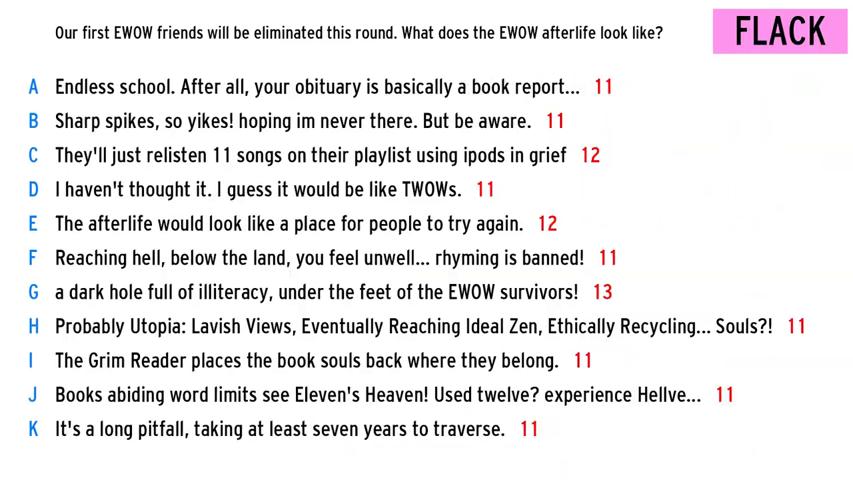 Our first EWOW friends will be eliminated this round. What does the EWOW afterlife look like?
FLACK
A Endless school. After all, your obituary is basically a book report... 11
B Sharp spikes, so yikes! hoping im never there. But be aware. 11
C They'll just relisten 11 songs on their playlist using ipods in grief 12
D I haven't thought it. I guess it would be like TWOWs. 11
E The afterlife would look like a place for people to try again. 12
F Reaching hell, below the land, you feel unwell... rhyming is banned! 11
G a dark hole full of illiteracy, under the feet of the EWOW survivors! 13
H Probably Utopia: Lavish Views, Eventually Reaching Ideal Zen, Ethically Recycling... Souls?! 11
I The Grim Reader places the book souls back where they belong. 11
J Books abiding word limits see Eleven's Heaven! Used twelve? experience Hellve... 11
K It's a long pitfall, taking at least seven years to traverse. 11